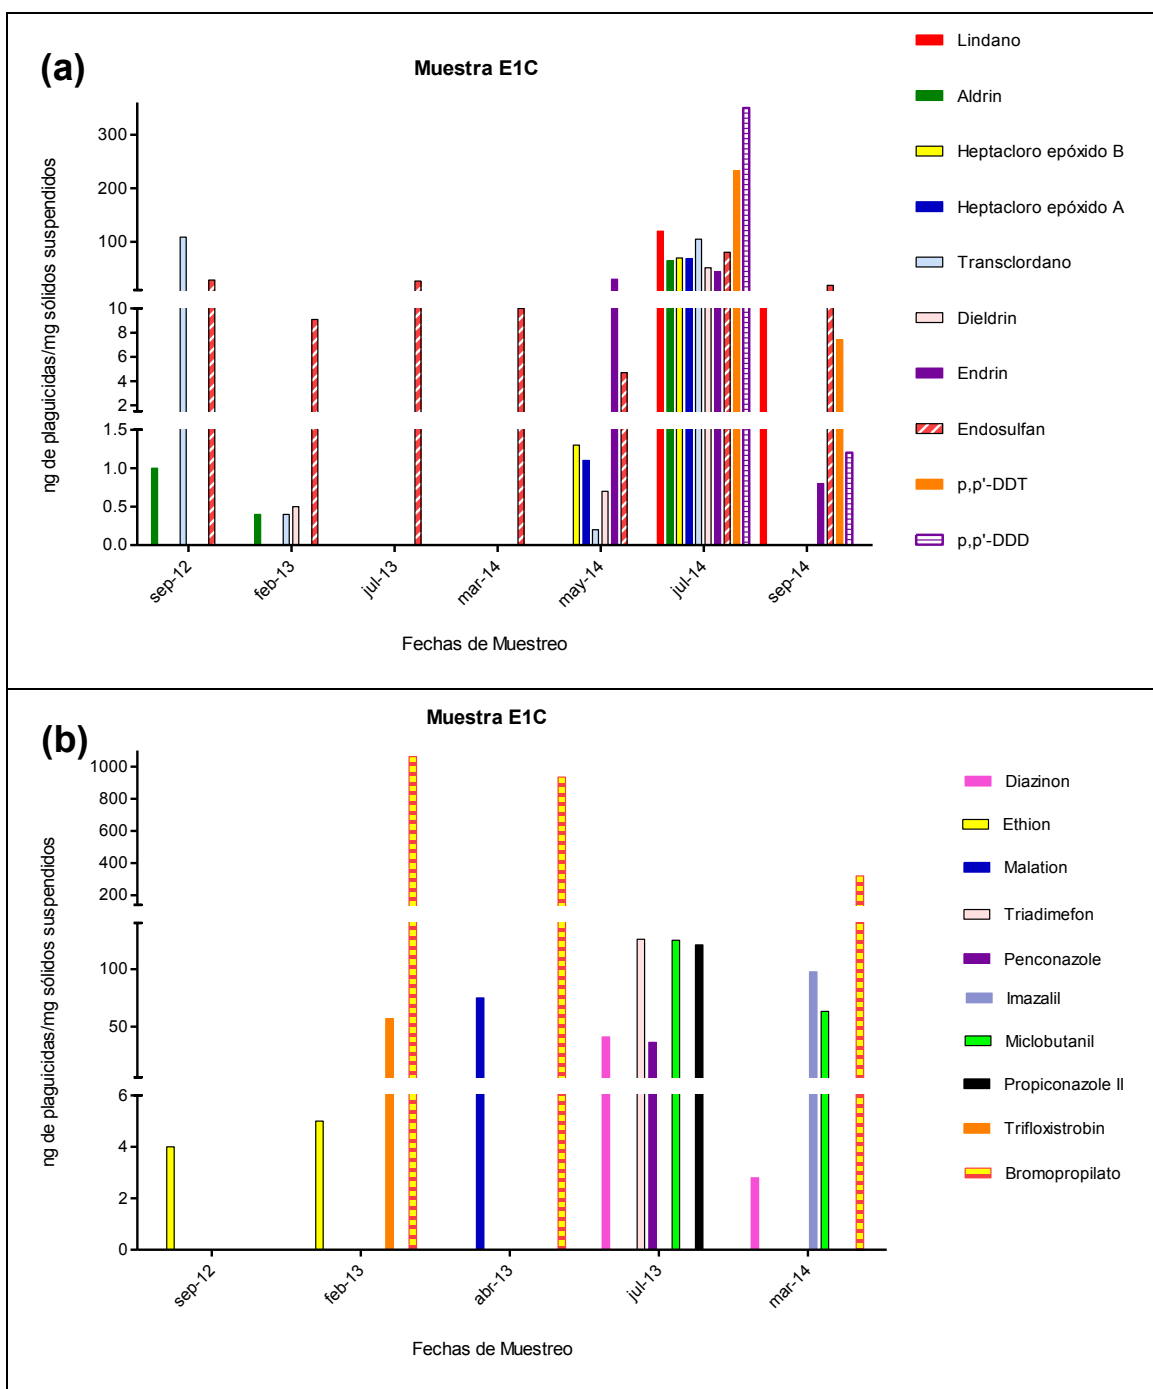 (a)
Muestra E1C
ng de plaguicidas/mg sólidos suspendidos
300
200
100
10
8
6
4
2
1.5
1.0
0.5
0.0
sep-12
feb-13
jul-13
mar-14
may-14
jul-14
sep-14
Fechas de Muestreo
Lindano
Aldrin
Heptacloro epóxido B
Heptacloro epóxido A
Transclordano
Dieldrin
Endrin
Endosulfan
p,p'-DDT
p,p'-DDD
(b)
Muestra E1C
ng de plaguicidas/mg sólidos suspendidos
1000
800
600
400
200
100
50
6
4
2
0
sep-12
feb-13
abr-13
jul-13
mar-14
Fechas de Muestreo
Diazinon
Ethion
Malation
Triadimefon
Penconazole
Imazalil
Miclobutanil
Propiconazole II
Trifloxistrobin
Bromopropilato